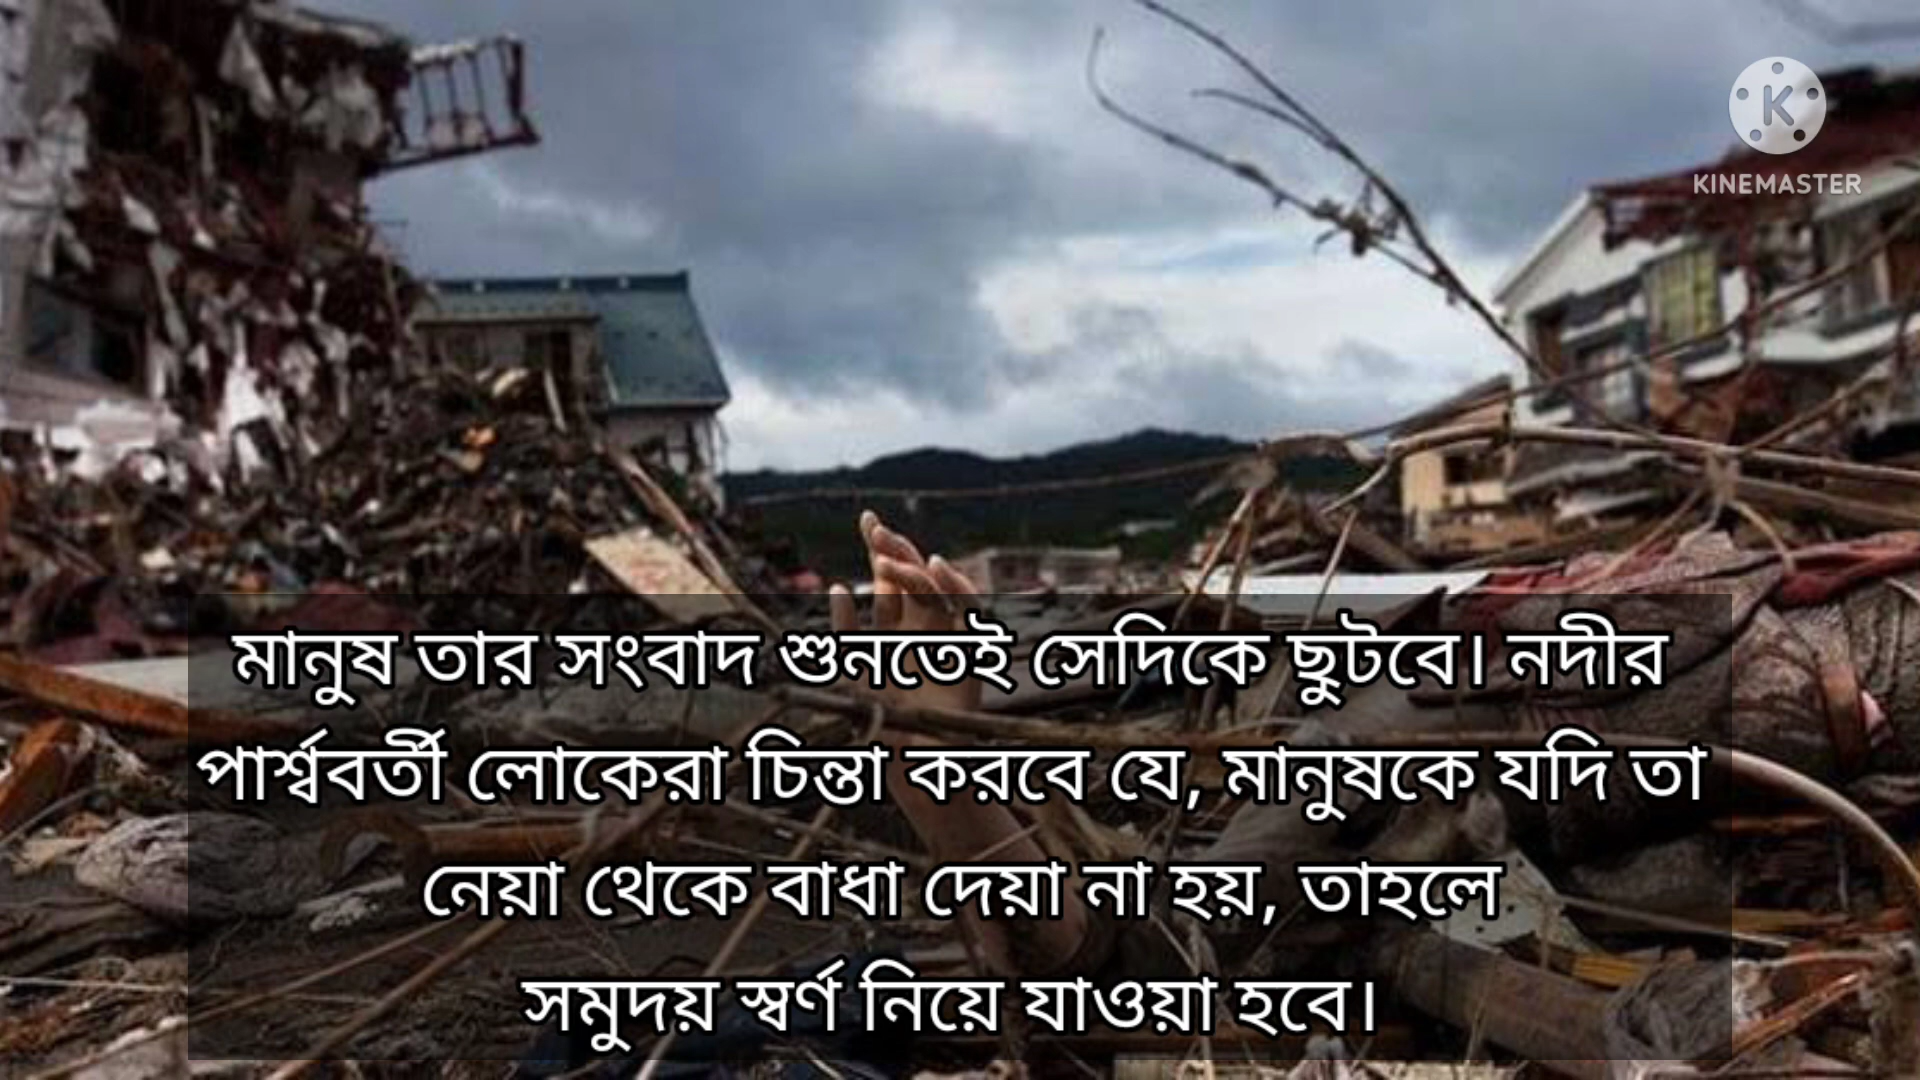 KINEMASTER
মানুষ তার সংবাদ শুনতেই সেদিকে ছুটবে। নদীর
পার্শ্ববর্তী লোকেরা চিন্তা করবে যে, মানুষকে যদি তা
নেয়া থেকে বাধা দেয়া না হয়, তাহলে
সমুদয় স্বর্ণ নিয়ে যাওয়া হবে।